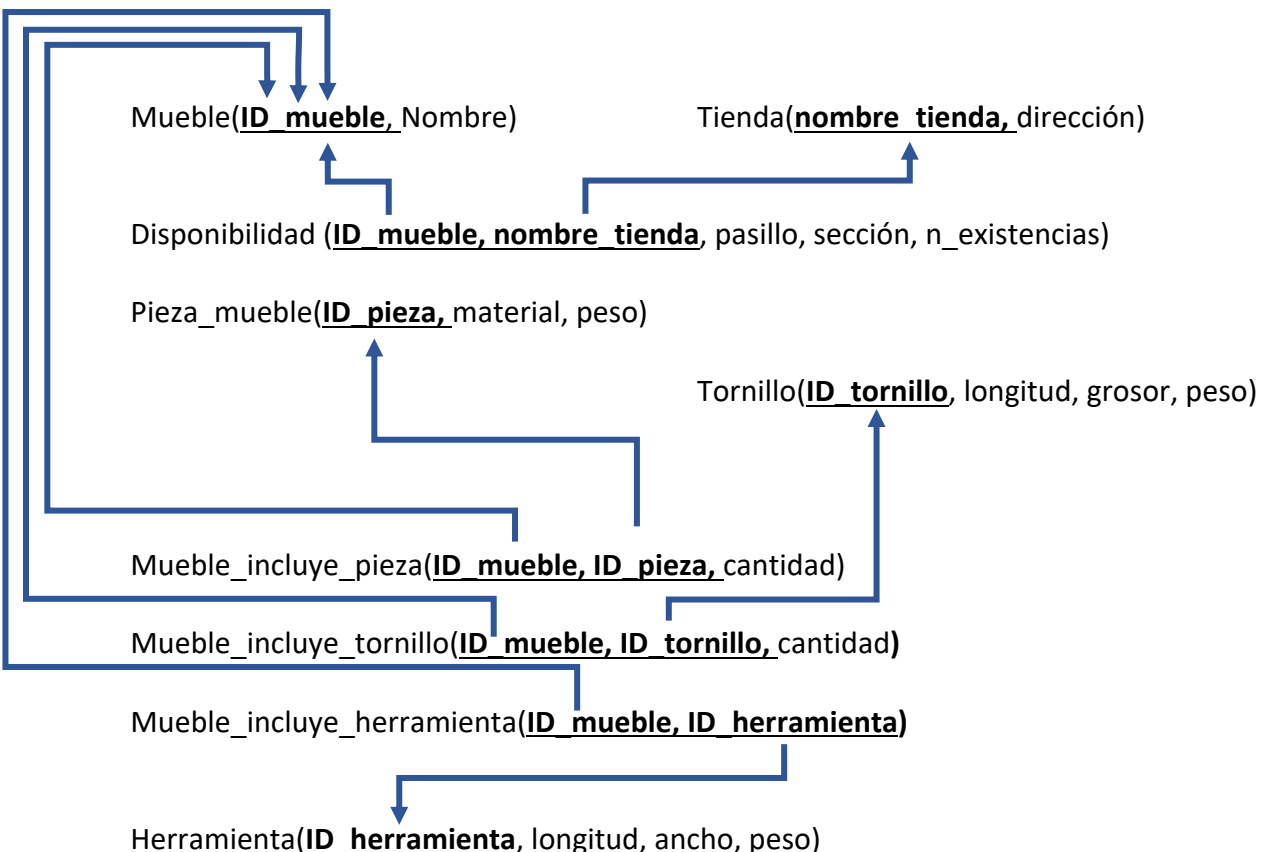 Mueble(ID_mueble, Nombre)
Tienda(nombre_tienda, dirección)
Disponibilidad (ID_mueble, nombre_tienda, pasillo, sección, n_existencias)
Pieza_mueble(ID_pieza, material, peso)
Tornillo(ID_tornillo, longitud, grosor, peso)
Mueble_incluye_pieza(ID_mueble, ID_pieza, cantidad)
Mueble_incluye_tornillo(ID_mueble, ID_tornillo, cantidad)
Mueble_incluye_herramienta(ID_mueble, ID_herramienta)
Herramienta(ID_herramienta, longitud, ancho, peso)